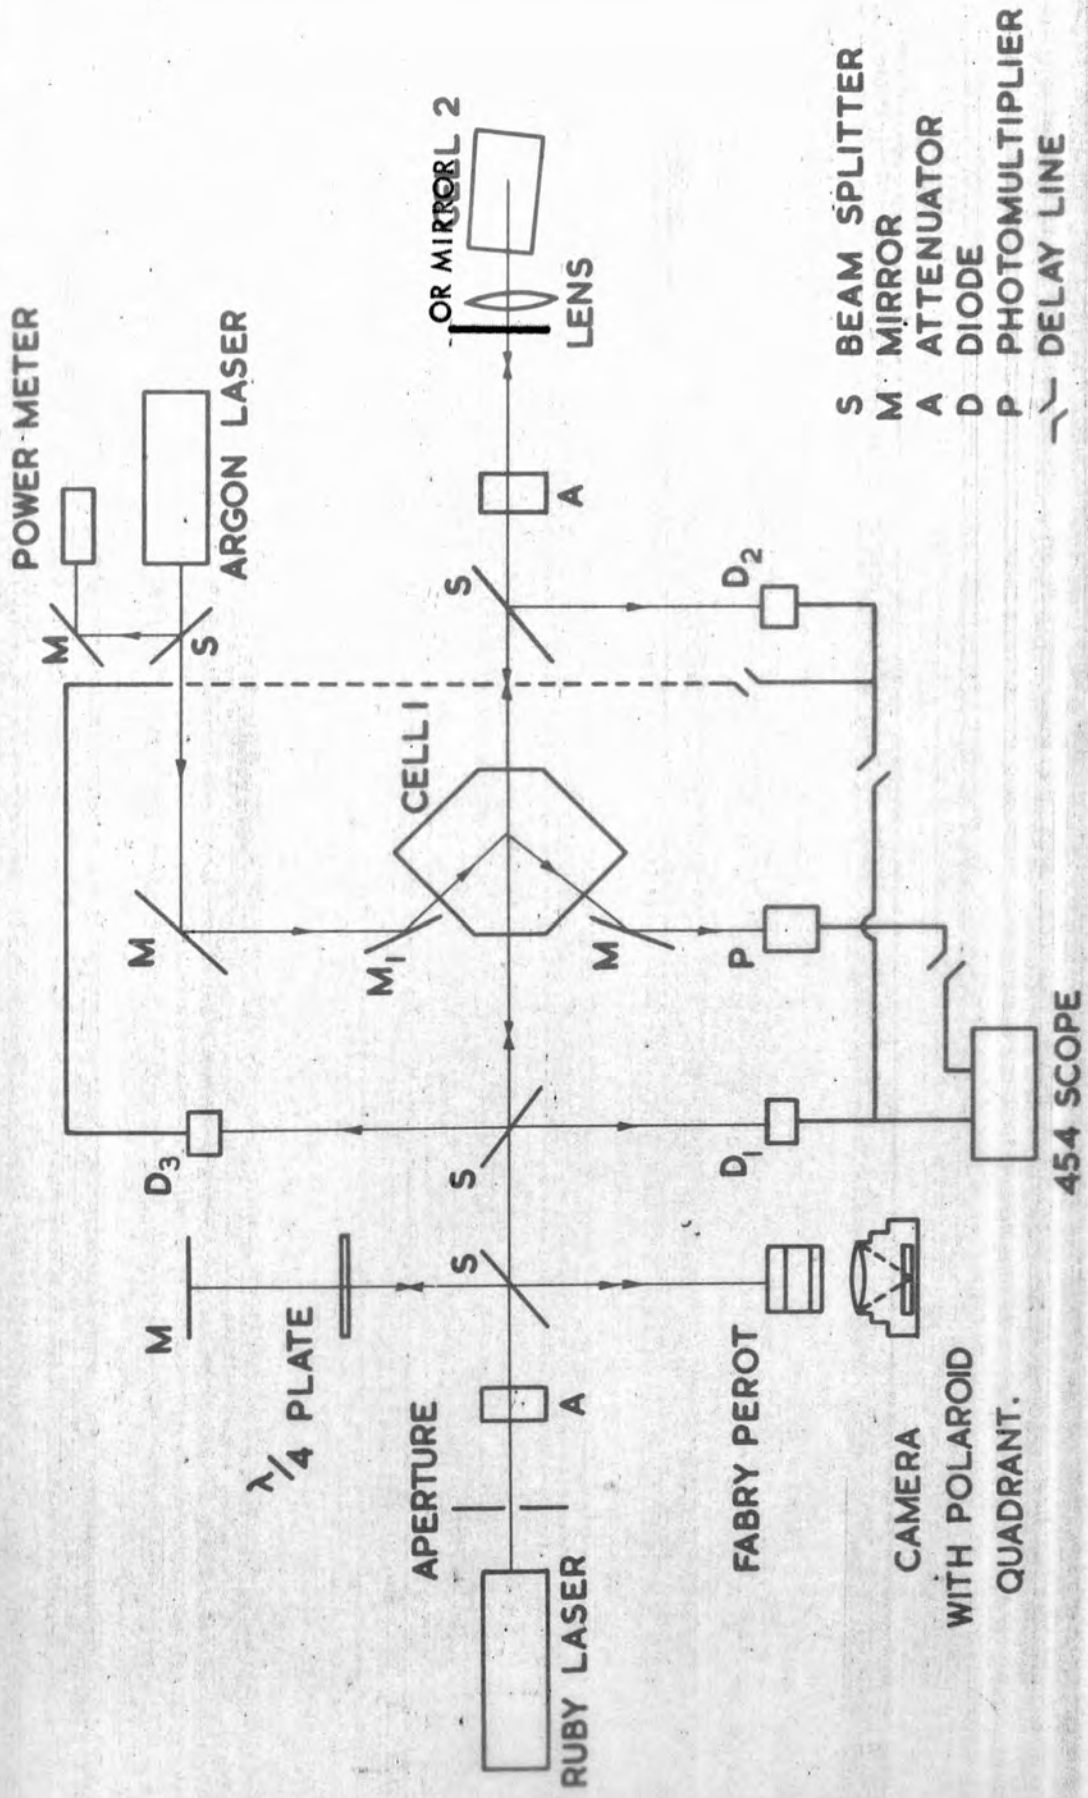 POWER METER
M
ARGON LASER
S
M
M1
CELL 1
D3
M
λ/4 PLATE
S
S
APERTURE
A
RUBY LASER
M
S
A
OR MIRROR
CELL 2
LENS
P
D1
D2
FABRY PEROT
CAMERA
WITH POLAROID
QUADRANT.
454 SCOPE
S BEAM SPLITTER
M MIRROR
A ATTENUATOR
D DIODE
P PHOTOMULTIPLIER
DELAY LINE